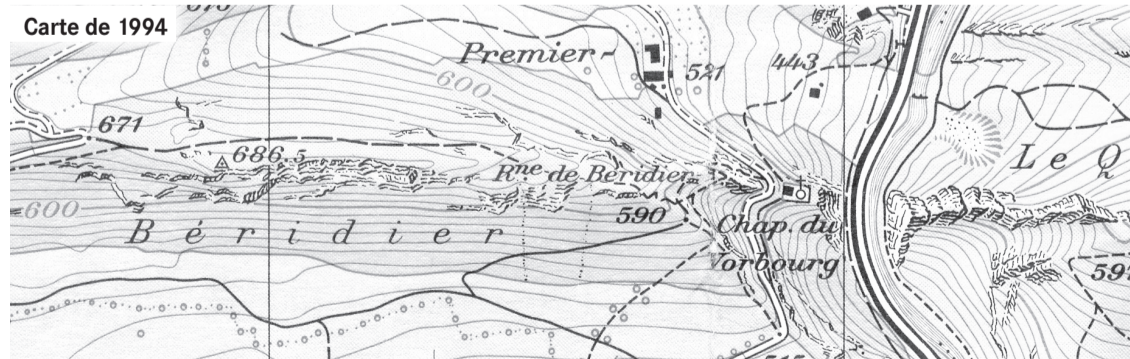 Carte de 1994
Premier-
521
443
600
671
686.5
Rne de Béridier
Le Q
600
590
Béridier
Chap. du
Vorbourg